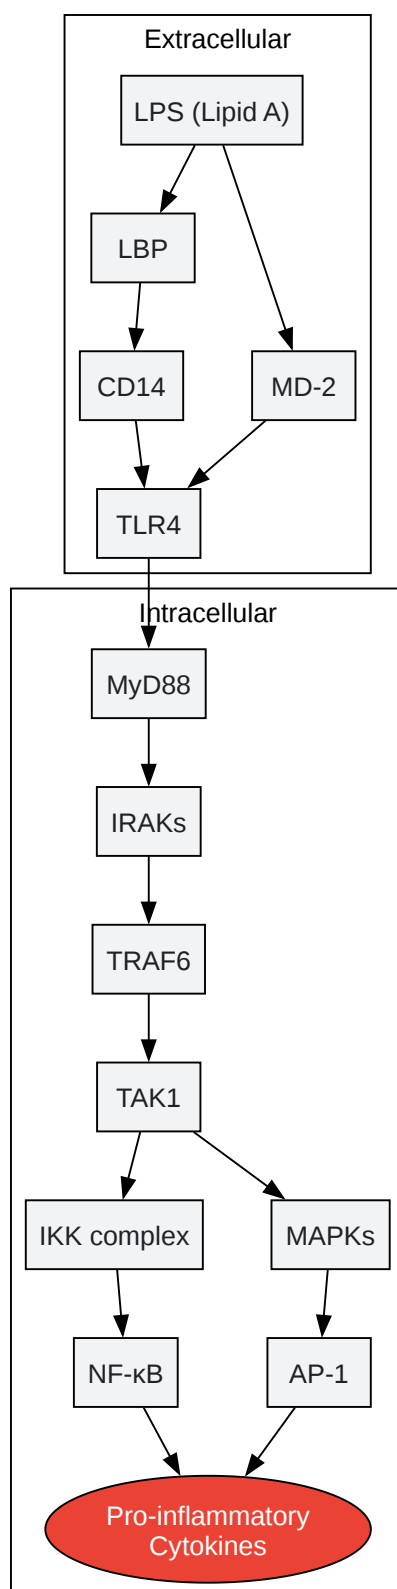 Extracellular
LPS (Lipid A)
LBP
CD14
MD-2
TLR4
Intracellular
MyD88
IRAKs
TRAF6
TAK1
IKK complex
MAPKs
NF-κB
AP-1
Pro-inflammatory
Cytokines